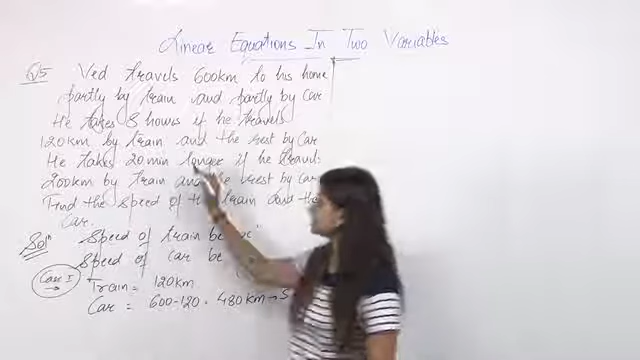 Linear Equations In Two Variables
Q5 Ved travels 600km to his home
partly by train and partly by car
He takes 8 hours if he travels
120km by train and the rest by car
He takes 20 min longer if he travels
200km by train and the rest by car
Find the speed of the train and the
car.
Solⁿ Speed of train be
Speed of car be
Case I Train = 120km
→ Car = 600-120 = 480km →